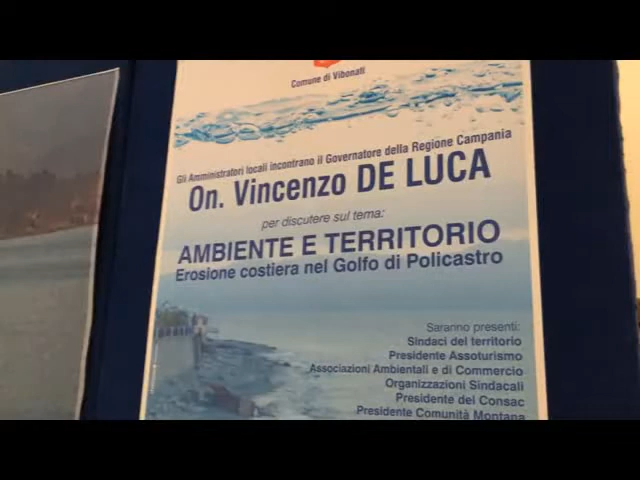 Comune di Vibonati
Gli Amministratori locali incontrano il Governatore della Regione Campania
On. Vincenzo DE LUCA
per discutere sul tema:
AMBIENTE E TERRITORIO
Erosione costiera nel Golfo di Policastro
Saranno presenti:
Sindaci del territorio
Presidente Assoturismo
Associazioni Ambientali e di Commercio
Organizzazioni Sindacali
Presidente del Consac
Presidente Comunità Montana